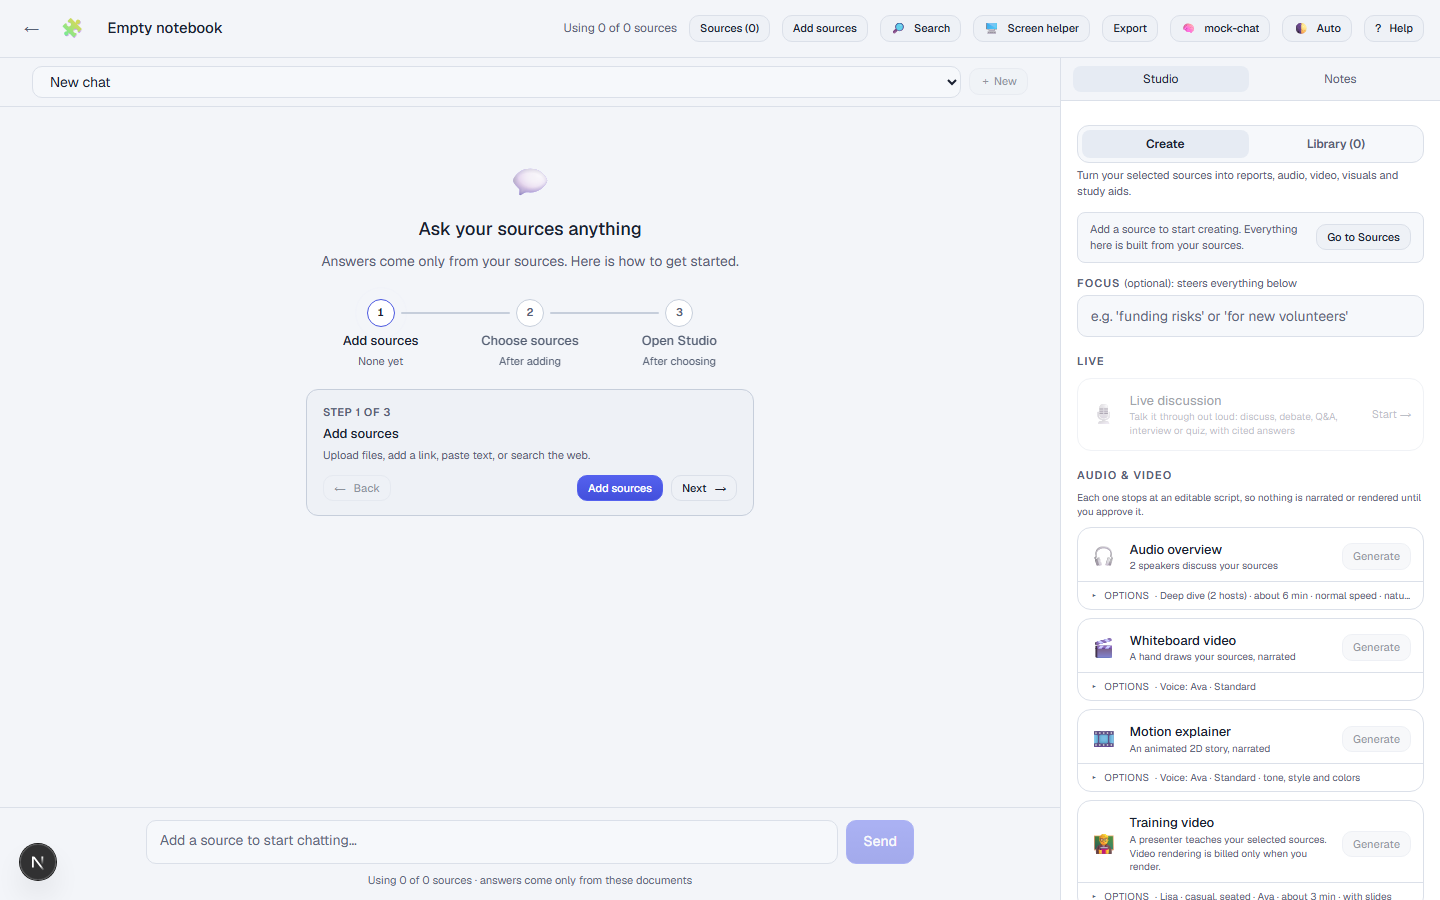 ←
Empty notebook
Using 0 of 0 sources
Sources (0)
Add sources
Search
Screen helper
Export
mock-chat
Auto
? Help
New chat
+ New
Ask your sources anything
Answers come only from your sources. Here is how to get started.
1
2
3
Add sources
Choose sources
Open Studio
None yet
After adding
After choosing
STEP 1 OF 3
Add sources
Upload files, add a link, paste text, or search the web.
← Back
Add sources
Next →
Add a source to start chatting...
Send
Using 0 of 0 sources · answers come only from these documents
N
Studio
Notes
Create
Library (0)
Turn your selected sources into reports, audio, video, visuals and
study aids.
Add a source to start creating. Everything
here is built from your sources.
Go to Sources
FOCUS (optional): steers everything below
e.g. 'funding risks' or 'for new volunteers'
LIVE
Live discussion
Talk it through out loud: discuss, debate, Q&A,
interview or quiz, with cited answers
Start →
AUDIO & VIDEO
Each one stops at an editable script, so nothing is narrated or rendered until
you approve it.
Audio overview
2 speakers discuss your sources
Generate
OPTIONS · Deep dive (2 hosts) · about 6 min · normal speed · natu...
Whiteboard video
A hand draws your sources, narrated
Generate
OPTIONS · Voice: Ava · Standard
Motion explainer
An animated 2D story, narrated
Generate
OPTIONS · Voice: Ava · Standard · tone, style and colors
Training video
A presenter teaches your selected sources.
Video rendering is billed only when you
render.
Generate
OPTIONS · Lisa · casual, seated · Ava · about 3 min · with slides